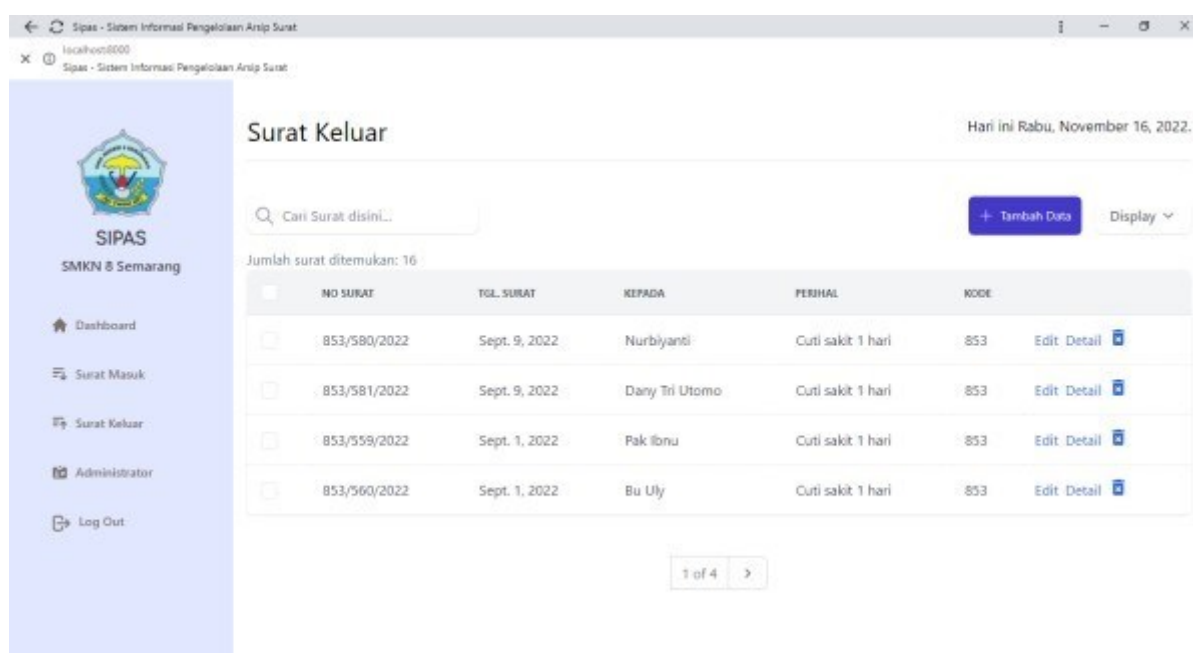 Sipas - Sistem Informasi Pengelolaan Arsip Surat
localhost:8000
Sipas - Sistem Informasi Pengelolaan Arsip Surat
SIPAS
SMKN 8 Semarang
Dashboard
Surat Masuk
Surat Keluar
Administrator
Log Out
Surat Keluar
Hari ini Rabu, November 16, 2022.
Cari Surat disini...
+ Tambah Data
Display
Jumlah surat ditemukan: 16
NO SURAT TGL. SURAT KEPADA PERIHAL KODE
853/580/2022 Sept. 9, 2022 Nurbiyanti Cuti sakit 1 hari 853 Edit Detail
853/581/2022 Sept. 9, 2022 Dany Tri Utomo Cuti sakit 1 hari 853 Edit Detail
853/559/2022 Sept. 1, 2022 Pak Ibnu Cuti sakit 1 hari 853 Edit Detail
853/560/2022 Sept. 1, 2022 Bu Uly Cuti sakit 1 hari 853 Edit Detail
1 of 4 >